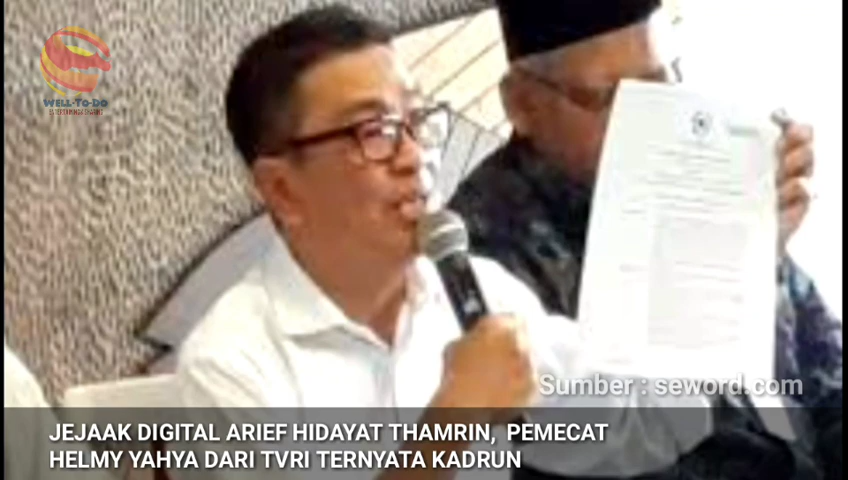 WELL-TO-DO
Sumber : seword.com
JEJAAK DIGITAL ARIEF HIDAYAT THAMRIN, PEMECAT
HELMY YAHYA DARI TVRI TERNYATA KADRUN